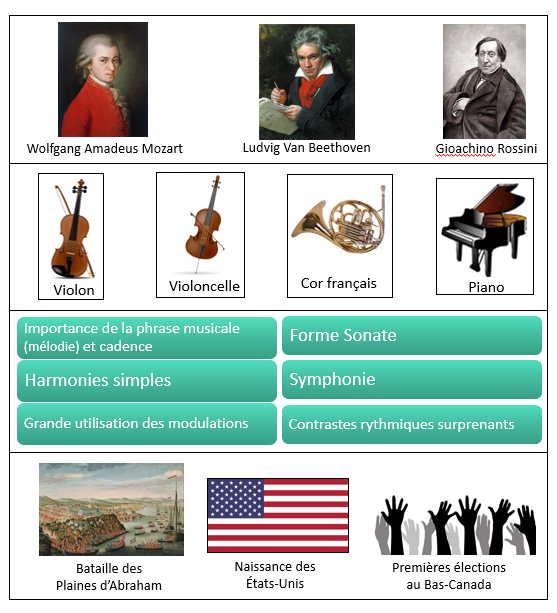 Wolfgang Amadeus Mozart
Ludvig Van Beethoven
Gioachino Rossini
Violon
Violoncelle
Cor français
Piano
Importance de la phrase musicale
(mélodie) et cadence
Forme Sonate
Harmonies simples
Symphonie
Grande utilisation des modulations
Contrastes rythmiques surprenants
Bataille des
Plaines d’Abraham
Naissance des
États-Unis
Premières élections
au Bas-Canada